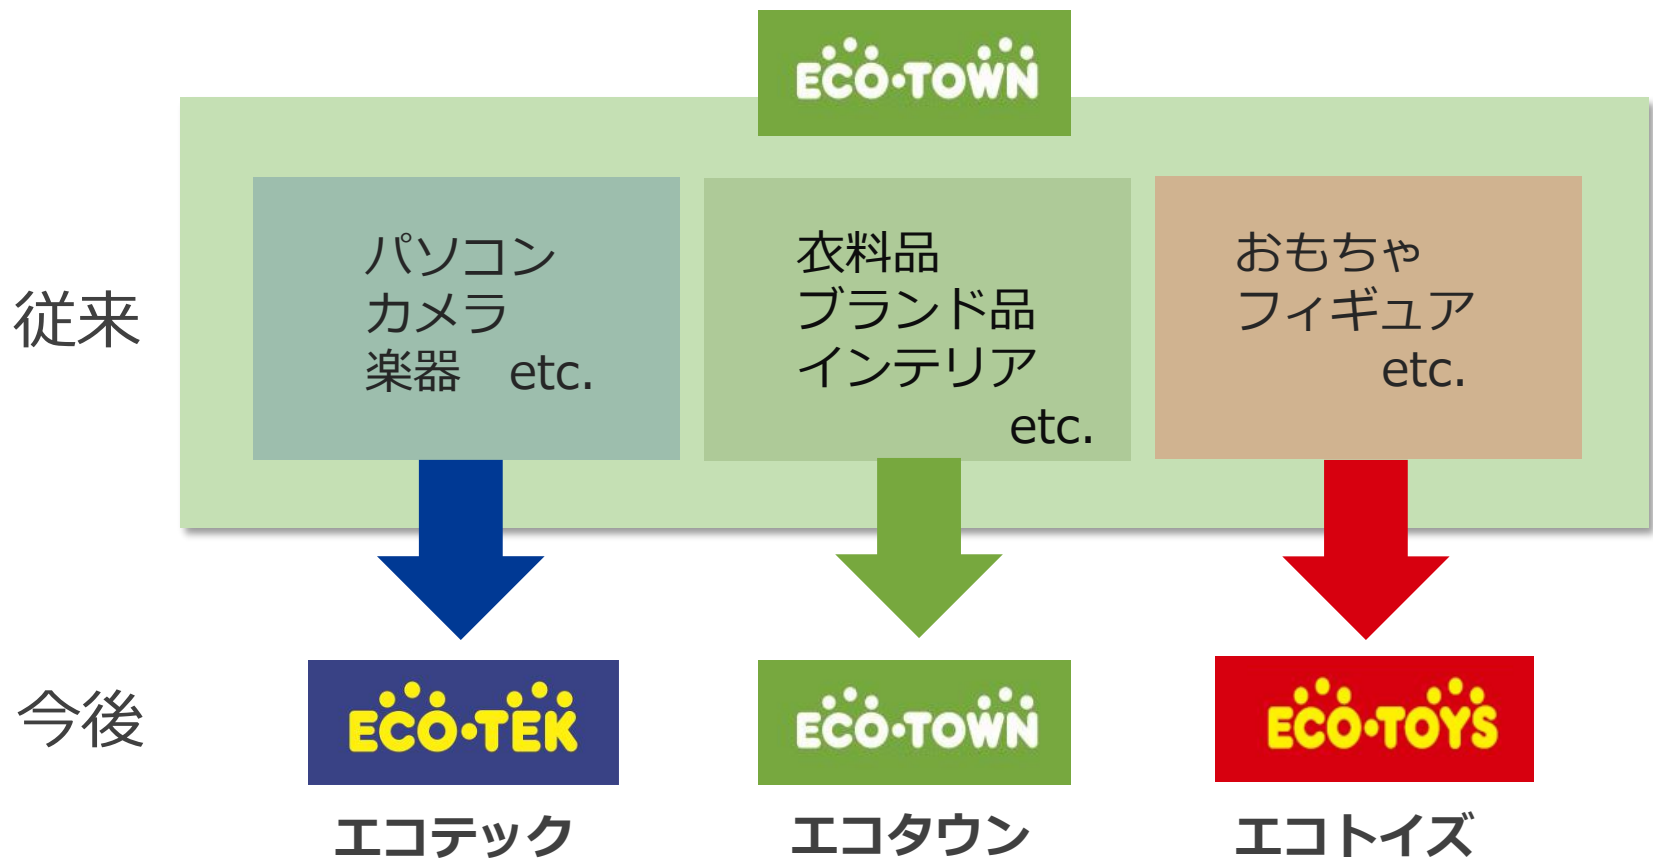 ECO・TOWN
従来
パソコン
カメラ
楽器 etc.
衣料品
ブランド品
インテリア
etc.
おもちゃ
フィギュア
etc.
今後
ECO・TEK
ECO・TOWN
ECO・TOYS
エコテック
エコタウン
エコトイズ